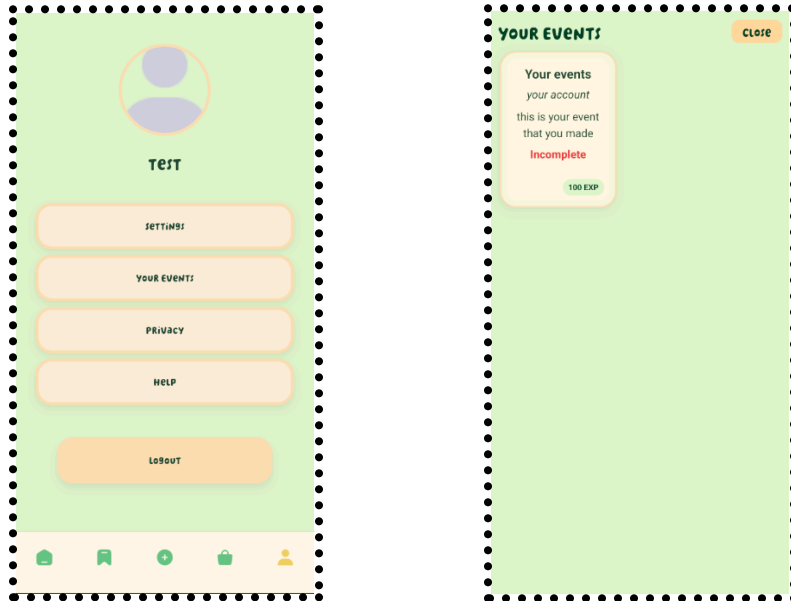 TEST
SETTINGS
YOUR EVENTS
PRIVACY
HELP
LOGOUT
YOUR EVENTS
CLOSE
Your events
your account
this is your event
that you made
Incomplete
100 EXP